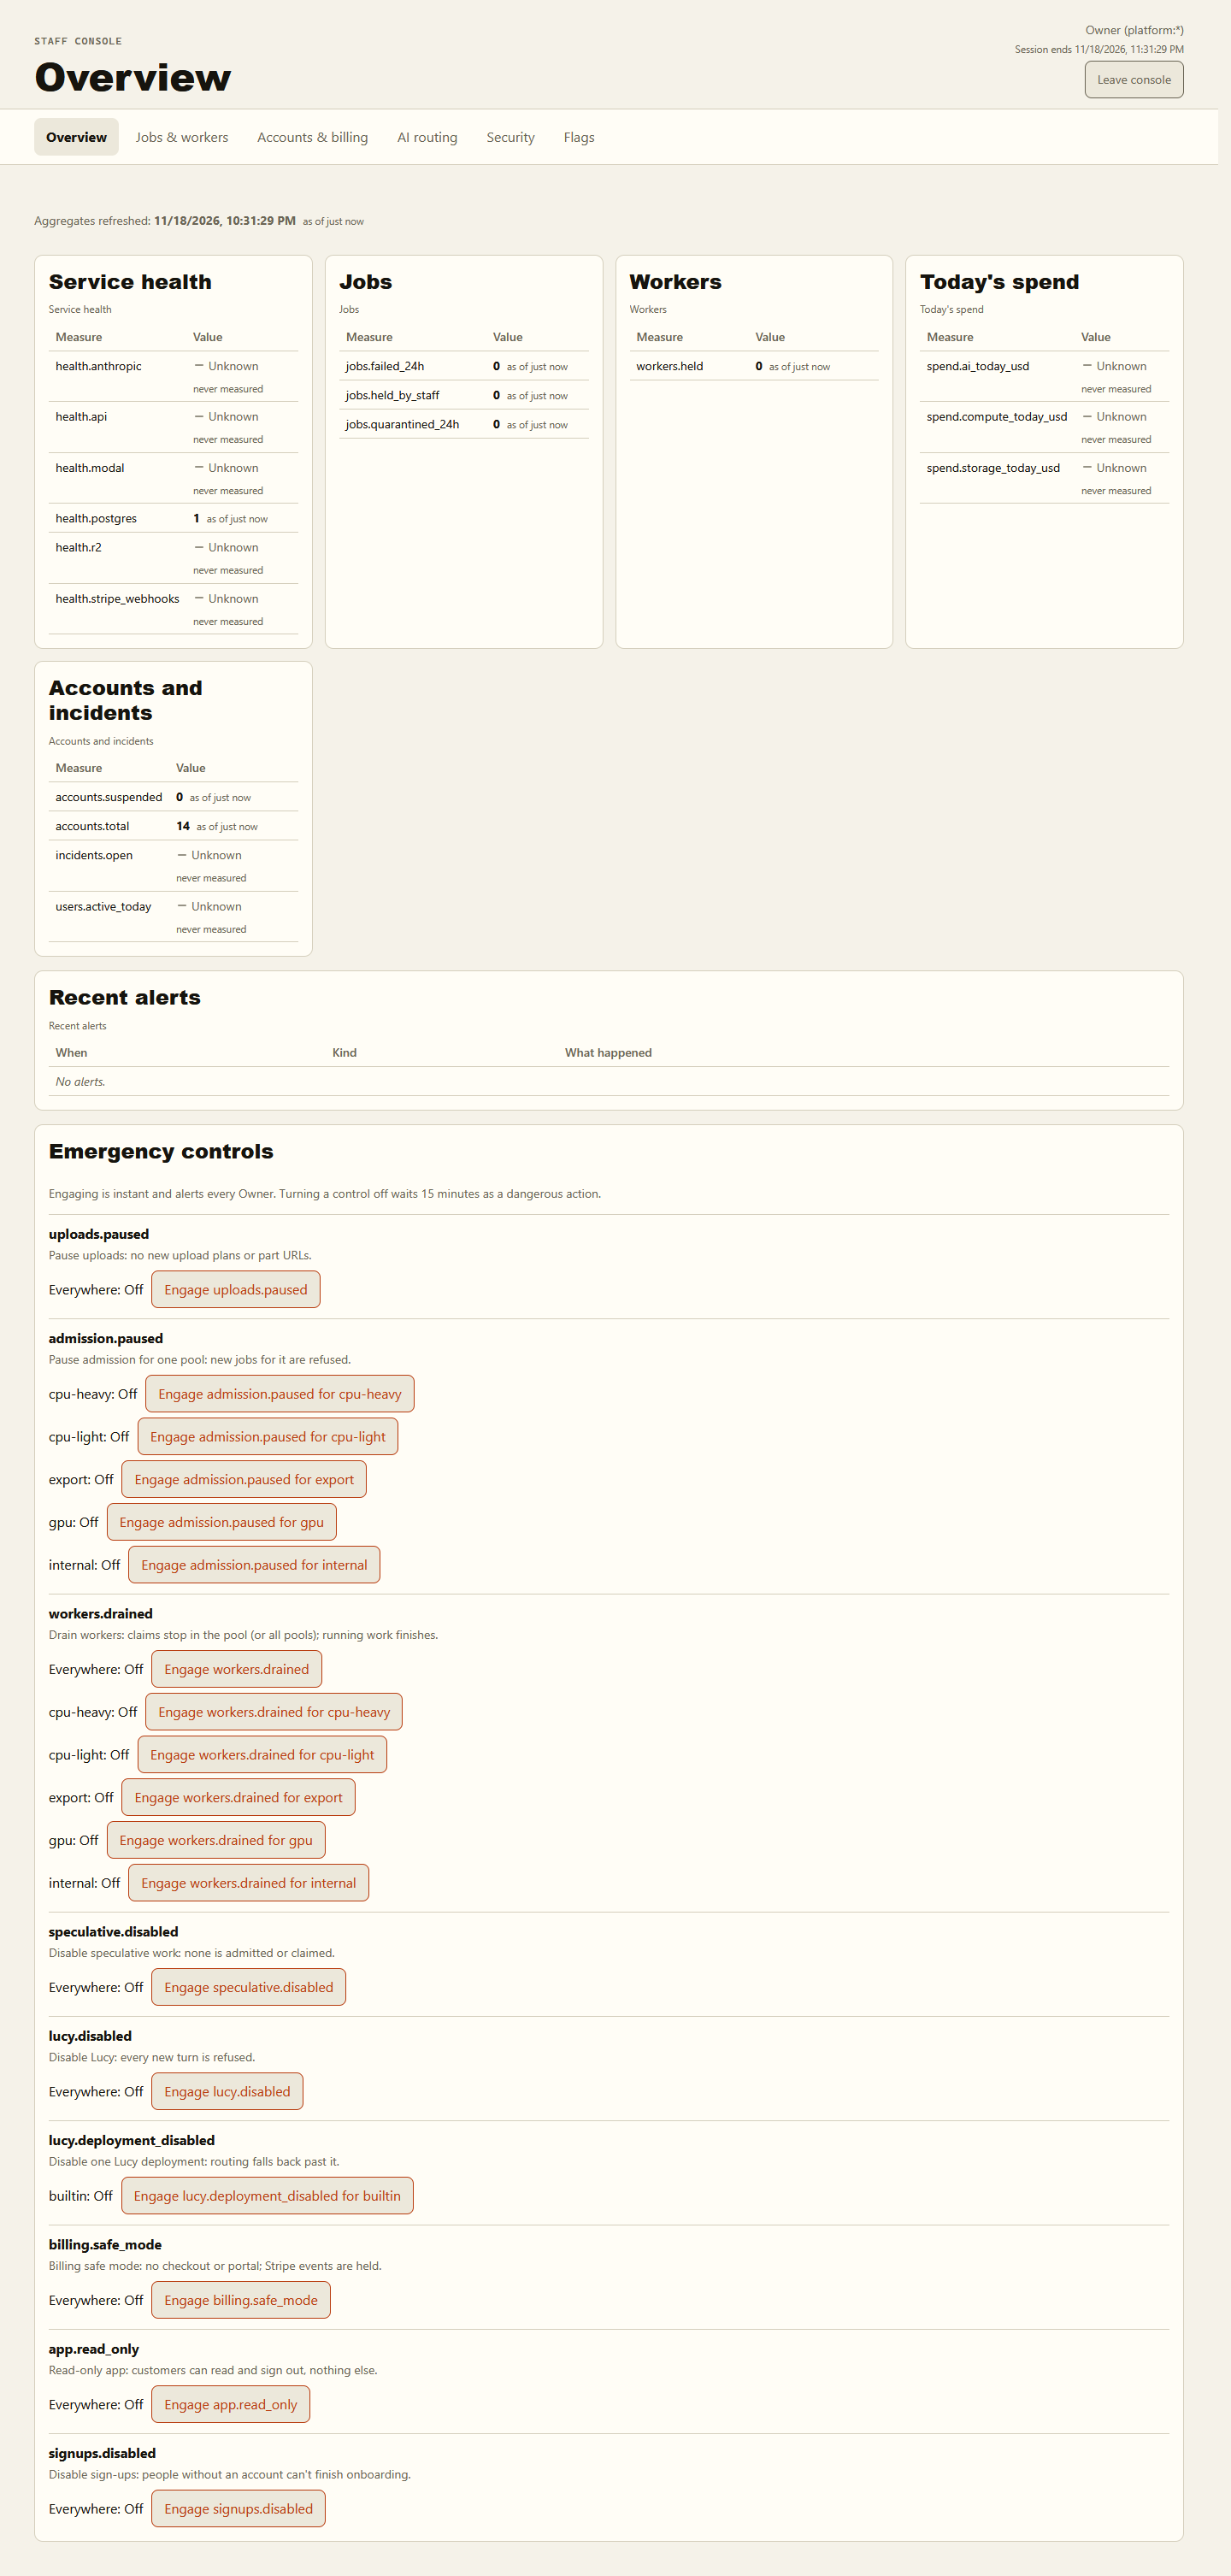 STAFF CONSOLE
Overview
Owner (platform:*)
Session ends 11/18/2026, 11:31:29 PM
Leave console
Overview Jobs & workers Accounts & billing AI routing Security Flags
Aggregates refreshed: 11/18/2026, 10:31:29 PM as of just now
Service health
Service health
Measure Value
health.anthropic — Unknown
never measured
health.api — Unknown
never measured
health.modal — Unknown
never measured
health.postgres 1 as of just now
health.r2 — Unknown
never measured
health.stripe_webhooks — Unknown
never measured
Jobs
Jobs
Measure Value
jobs.failed_24h 0 as of just now
jobs.held_by_staff 0 as of just now
jobs.quarantined_24h 0 as of just now
Workers
Workers
Measure Value
workers.held 0 as of just now
Today's spend
Today's spend
Measure Value
spend.ai_today_usd — Unknown
never measured
spend.compute_today_usd — Unknown
never measured
spend.storage_today_usd — Unknown
never measured
Accounts and
incidents
Accounts and incidents
Measure Value
accounts.suspended 0 as of just now
accounts.total 14 as of just now
incidents.open — Unknown
never measured
users.active_today — Unknown
never measured
Recent alerts
Recent alerts
When Kind What happened
No alerts.
Emergency controls
Engaging is instant and alerts every Owner. Turning a control off waits 15 minutes as a dangerous action.
uploads.paused
Pause uploads: no new upload plans or part URLs.
Everywhere: Off Engage uploads.paused
admission.paused
Pause admission for one pool: new jobs for it are refused.
cpu-heavy: Off Engage admission.paused for cpu-heavy
cpu-light: Off Engage admission.paused for cpu-light
export: Off Engage admission.paused for export
gpu: Off Engage admission.paused for gpu
internal: Off Engage admission.paused for internal
workers.drained
Drain workers: claims stop in the pool (or all pools); running work finishes.
Everywhere: Off Engage workers.drained
cpu-heavy: Off Engage workers.drained for cpu-heavy
cpu-light: Off Engage workers.drained for cpu-light
export: Off Engage workers.drained for export
gpu: Off Engage workers.drained for gpu
internal: Off Engage workers.drained for internal
speculative.disabled
Disable speculative work: none is admitted or claimed.
Everywhere: Off Engage speculative.disabled
lucy.disabled
Disable Lucy: every new turn is refused.
Everywhere: Off Engage lucy.disabled
lucy.deployment_disabled
Disable one Lucy deployment: routing falls back past it.
builtin: Off Engage lucy.deployment_disabled for builtin
billing.safe_mode
Billing safe mode: no checkout or portal; Stripe events are held.
Everywhere: Off Engage billing.safe_mode
app.read_only
Read-only app: customers can read and sign out, nothing else.
Everywhere: Off Engage app.read_only
signups.disabled
Disable sign-ups: people without an account can't finish onboarding.
Everywhere: Off Engage signups.disabled